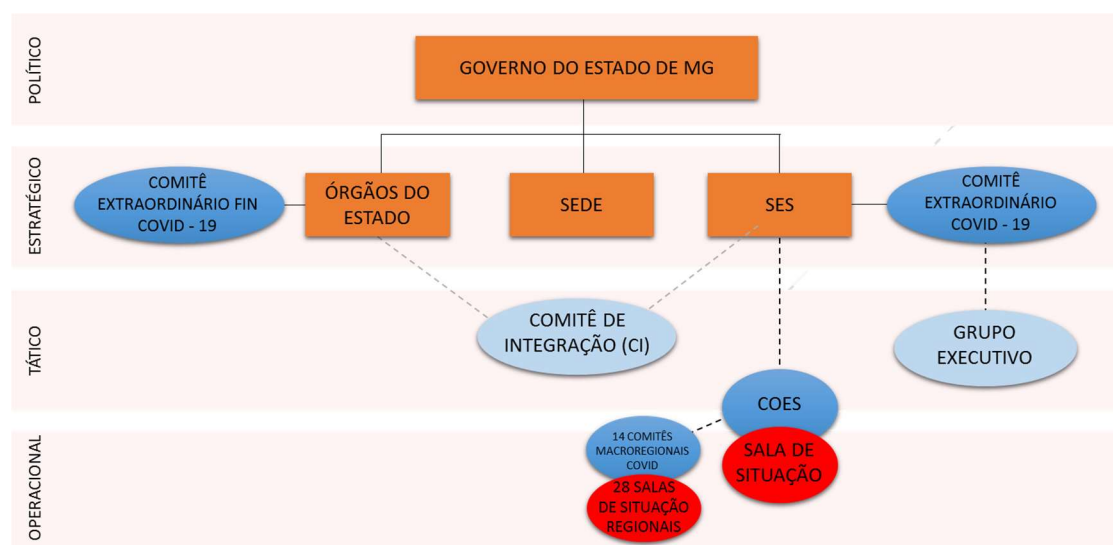 POLÍTICO
GOVERNO DO ESTADO DE MG
ESTRATÉGICO
COMITÊ
EXTRAORDINÁRIO FIN
COVID - 19
ÓRGÃOS DO
ESTADO
SEDE
SES
COMITÊ
EXTRAORDINÁRIO
COVID - 19
TÁTICO
COMITÊ DE
INTEGRAÇÃO (CI)
GRUPO
EXECUTIVO
COES
OPERACIONAL
14 COMITÊS
MACROREGIONAIS
COVID
SALA DE
SITUAÇÃO
28 SALAS
DE SITUAÇÃO
REGIONAIS